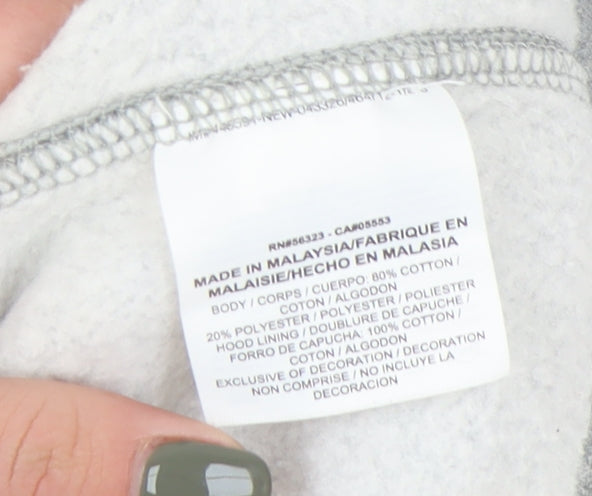 RN#56323 - CA#05553
MADE IN MALAYSIA/FABRIQUE EN
MALAISIE/HECHO EN MALASIA
BODY / CORPS / CUERPO: 80% COTTON /
COTON / ALGODON
20% POLYESTER / POLYESTER / POLIESTER
HOOD LINING / DOUBLURE DE CAPUCHE /
FORRO DE CAPUCHA: 100% COTTON /
COTON / ALGODON
EXCLUSIVE OF DECORATION / DECORATION
NON COMPRISE / NO INCLUYE LA
DECORACION